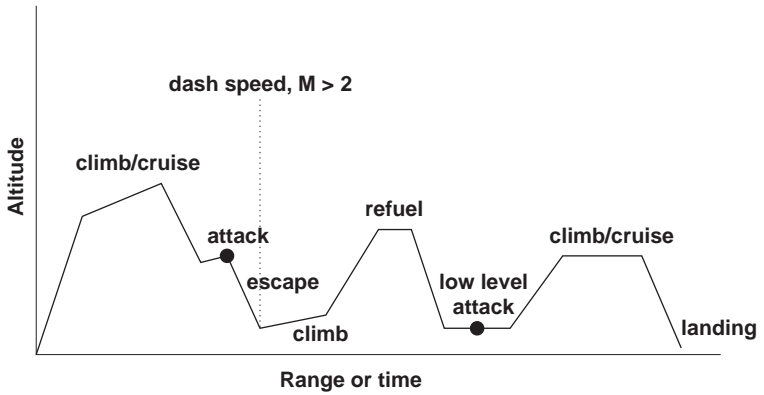 dash speed, M > 2
climb/cruise
refuel
attack
climb/cruise
escape
low level
attack
climb
landing
Altitude
Range or time